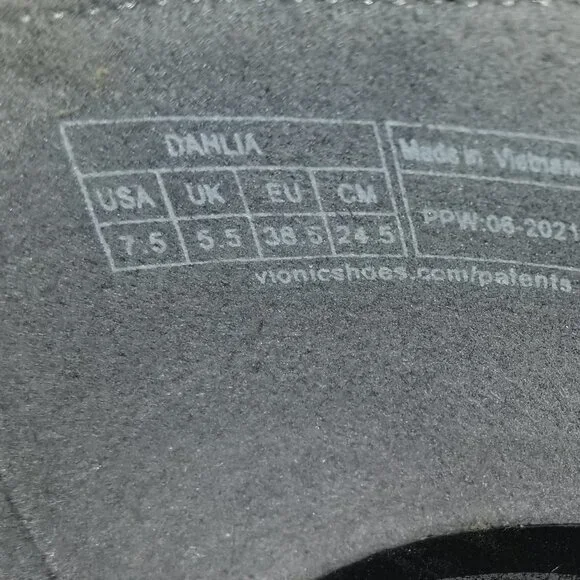 DAHLIA
USA UK EU CM
7.5 5.5 38.5 24.5
Made in Vietnam
PPW:06-2021
vionicshoes.com/patents